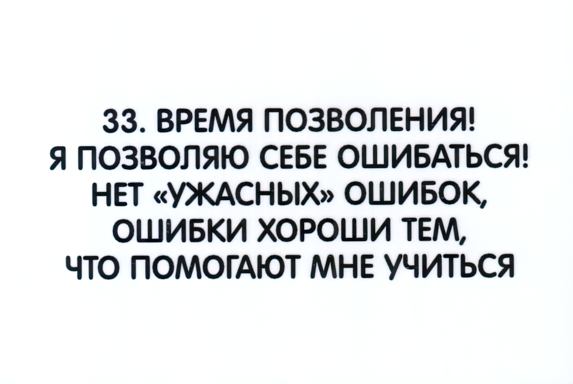 33. ВРЕМЯ ПОЗВОЛЕНИЯ!
Я ПОЗВОЛЯЮ СЕБЕ ОШИБАТЬСЯ!
НЕТ «УЖАСНЫХ» ОШИБОК,
ОШИБКИ ХОРОШИ ТЕМ,
ЧТО ПОМОГАЮТ МНЕ УЧИТЬСЯ